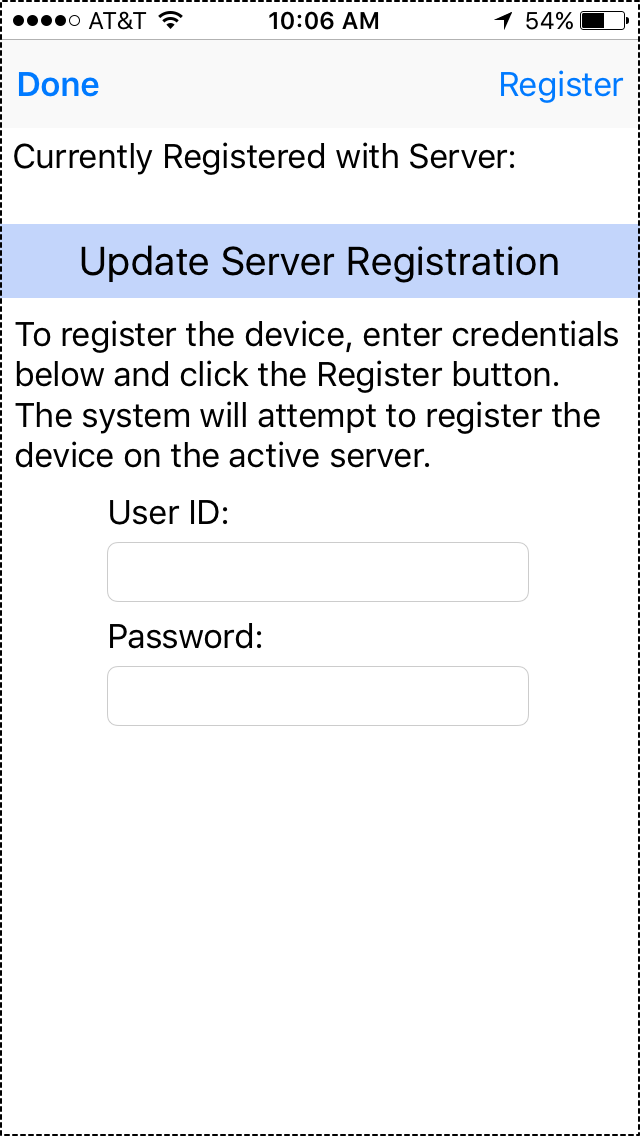 AT&T 10:06 AM 54%
Done Register
Currently Registered with Server:
Update Server Registration
To register the device, enter credentials
below and click the Register button.
The system will attempt to register the
device on the active server.
User ID:
Password: